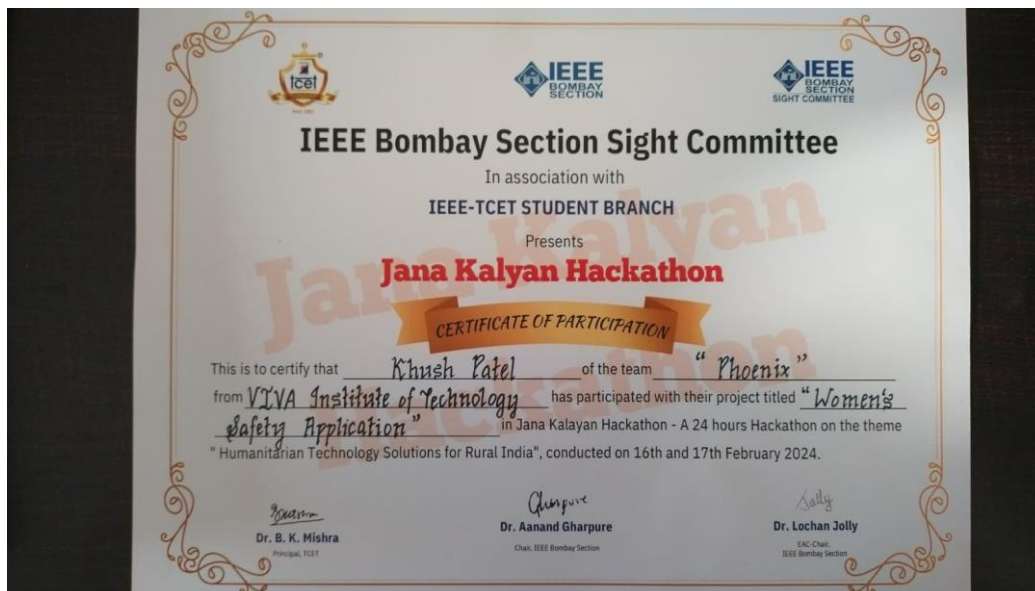 tcet
IEEE
BOMBAY
SECTION
IEEE
BOMBAY
SECTION
SIGHT COMMITTEE
IEEE Bombay Section Sight Committee
In association with
IEEE-TCET STUDENT BRANCH
Presents
Jana Kalyan Hackathon
Jana Kalyan
Hackathon
CERTIFICATE OF PARTICIPATION
This is to certify that Khush Patel of the team “Phoenix”
from VIVA Institute of Technology has participated with their project titled “Women's
Safety Application” in Jana Kalayan Hackathon - A 24 hours Hackathon on the theme
" Humanitarian Technology Solutions for Rural India", conducted on 16th and 17th February 2024.
Dr. B. K. Mishra
Principal, TCET
Gharpure
Dr. Aanand Gharpure
Chair, IEEE Bombay Section
Jolly
Dr. Lochan Jolly
EAC-Chair,
IEEE Bombay Section